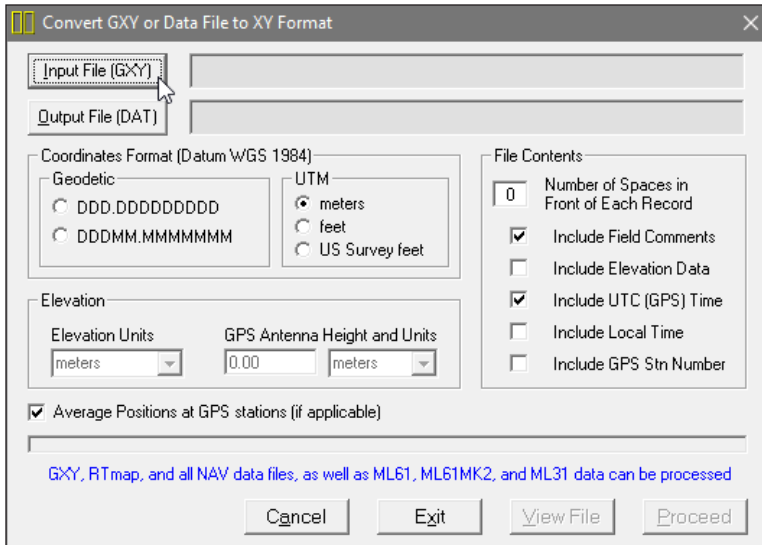 Convert GXY or Data File to XY Format
Input File (GXY)
Output File (DAT)
Coordinates Format (Datum WGS 1984)
Geodetic
DDD.DDDDDDDDD
DDDMM.MMMMMMM
UTM
meters
feet
US Survey feet
File Contents
0
Number of Spaces in
Front of Each Record
Include Field Comments
Include Elevation Data
Include UTC (GPS) Time
Include Local Time
Include GPS Stn Number
Elevation
Elevation Units
meters
GPS Antenna Height and Units
0.00
meters
Average Positions at GPS stations (if applicable)
GXY, RTmap, and all NAV data files, as well as ML61, ML61MK2, and ML31 data can be processed
Cancel
Exit
View File
Proceed